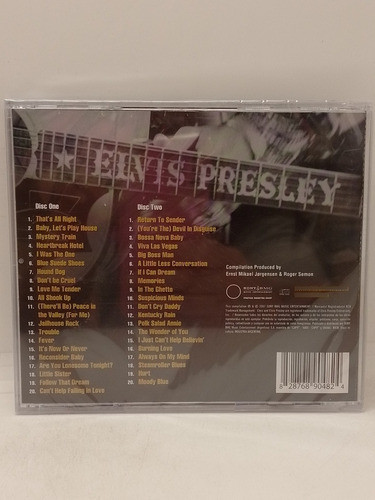 ELVIS PRESLEY
Disc One
1. That's All Right
2. Baby, Let's Play House
3. Mystery Train
4. Heartbreak Hotel
5. I Was The One
6. Blue Suede Shoes
7. Hound Dog
8. Don't be Cruel
9. Love Me Tender
10. All Shook Up
11. (There'll Be) Peace in
the Valley (For Me)
12. Jailhouse Rock
13. Trouble
14. Fever
15. It's Now Or Never
16. Reconsider Baby
17. Are You Lonesome Tonight?
18. Little Sister
19. Follow That Dream
20. Can't Help Falling in Love
Disc Two
1. Return To Sender
2. (You're The) Devil In Disguise
3. Bossa Nova Baby
4. Viva Las Vegas
5. Big Boss Man
6. A Little Less Conversation
7. If I Can Dream
8. Memories
9. In The Ghetto
10. Suspicious Minds
11. Don't Cry Daddy
12. Kentucky Rain
13. Polk Salad Annie
14. The Wonder of You
15. I Just Can't Help Believin'
16. Burning Love
17. Always On My Mind
18. Steamroller Blues
19. Hurt
20. Moody Blue
Compilation Produced by
Ernst Mikael Jorgensen & Roger Semon
SONY BMG
MUSIC ENTERTAINMENT
8 28768 90482 4